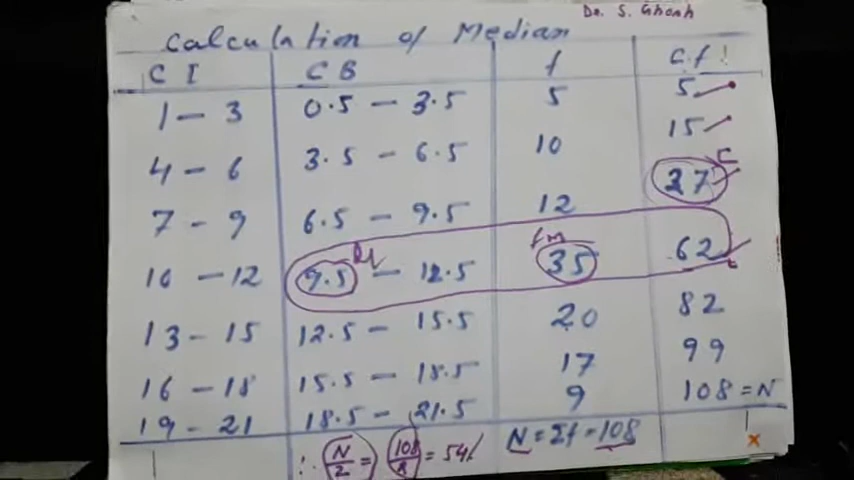 Dr. S. Ghosh
Calculation of Median
C I C B f c.f!
1 - 3 0.5 - 3.5 5 5
4 - 6 3.5 - 6.5 10 15
c
7 - 9 6.5 - 9.5 12 27
fm
10 - 12 9.5 - 12.5 35 62
13 - 15 12.5 - 15.5 20 82
16 - 18 15.5 - 18.5 17 99
19 - 21 18.5 - 21.5 9 108 = N
∴ N/2 = 108/2 = 54 N = Σf = 108
x